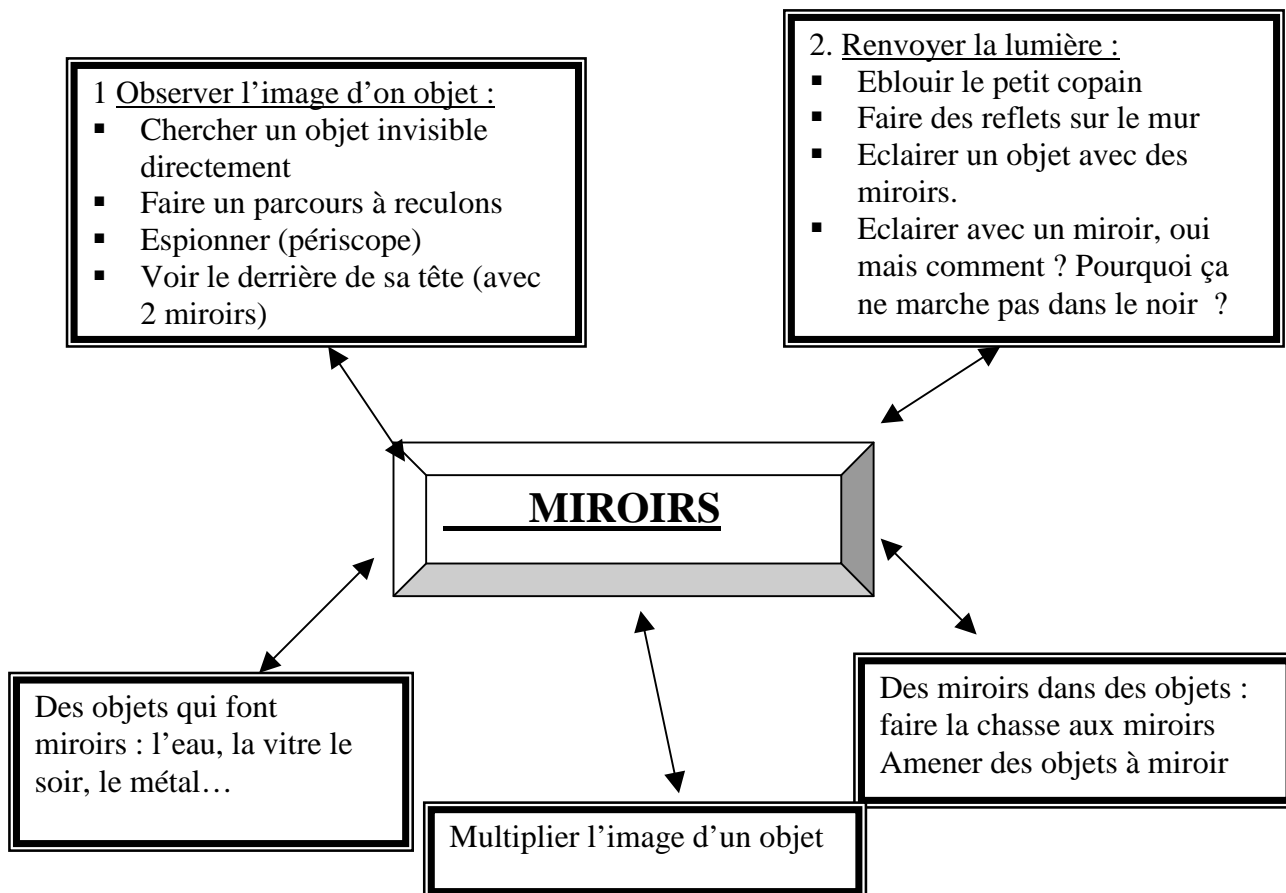 1 Observer l’image d’on objet :
▪ Chercher un objet invisible
directement
▪ Faire un parcours à reculons
▪ Espionner (périscope)
▪ Voir le derrière de sa tête (avec
2 miroirs)
2. Renvoyer la lumière :
▪ Eblouir le petit copain
▪ Faire des reflets sur le mur
▪ Eclairer un objet avec des
miroirs.
▪ Eclairer avec un miroir, oui
mais comment ? Pourquoi ça
ne marche pas dans le noir ?
MIROIRS
Des objets qui font
miroirs : l’eau, la vitre le
soir, le métal…
Multiplier l’image d’un objet
Des miroirs dans des objets :
faire la chasse aux miroirs
Amener des objets à miroir